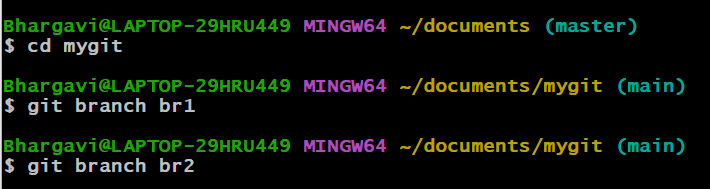 Bhargavi@LAPTOP-29HRU449 MINGW64 ~/documents (master)
$ cd mygit
Bhargavi@LAPTOP-29HRU449 MINGW64 ~/documents/mygit (main)
$ git branch br1
Bhargavi@LAPTOP-29HRU449 MINGW64 ~/documents/mygit (main)
$ git branch br2